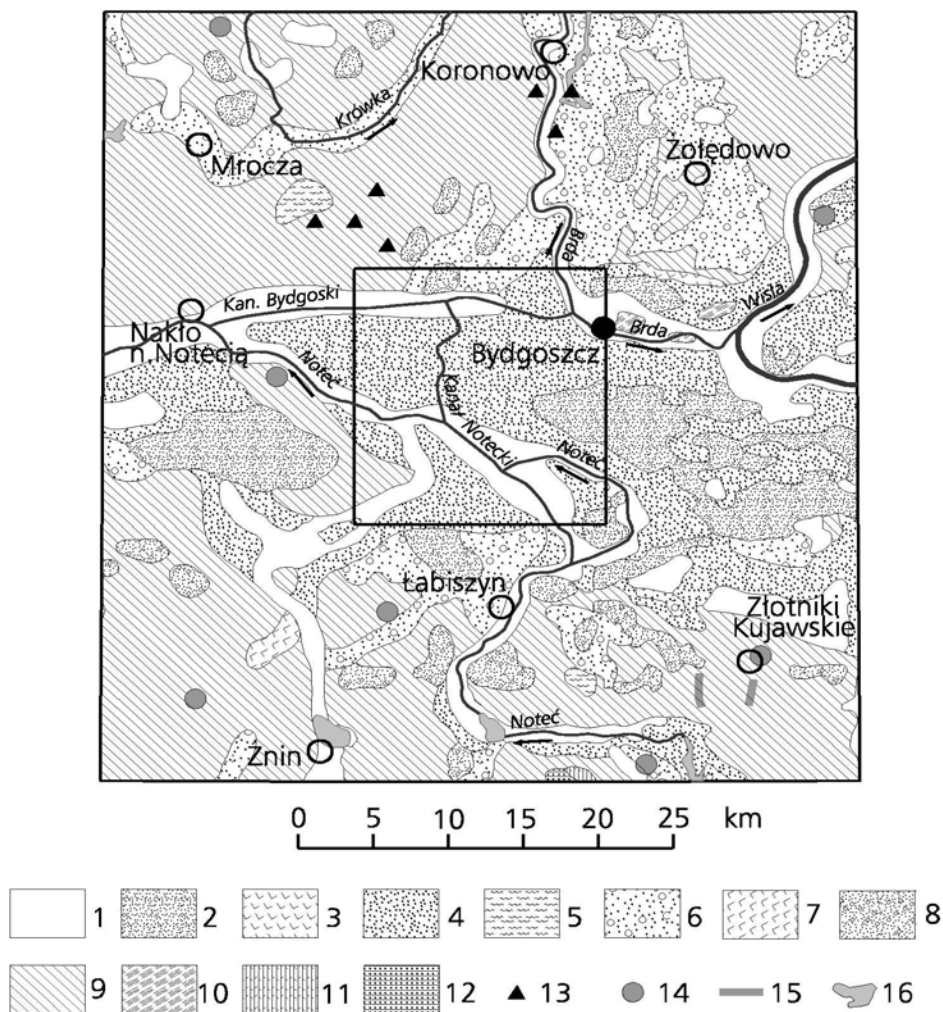 Koronowo
Krówka
Mrocza
Żołędowo
Brda
Wisła
Kan. Bydgoski
Nakło
n. Notecią
Brda
Bydgoszcz
Noteć
Kanał Notecki
Noteć
Łabiszyn
Złotniki
Kujawskie
Noteć
Żnin
0 5 10 15 20 25 km
1 2 3 4 5 6 7 8
9 10 11 12 13 14 15 16